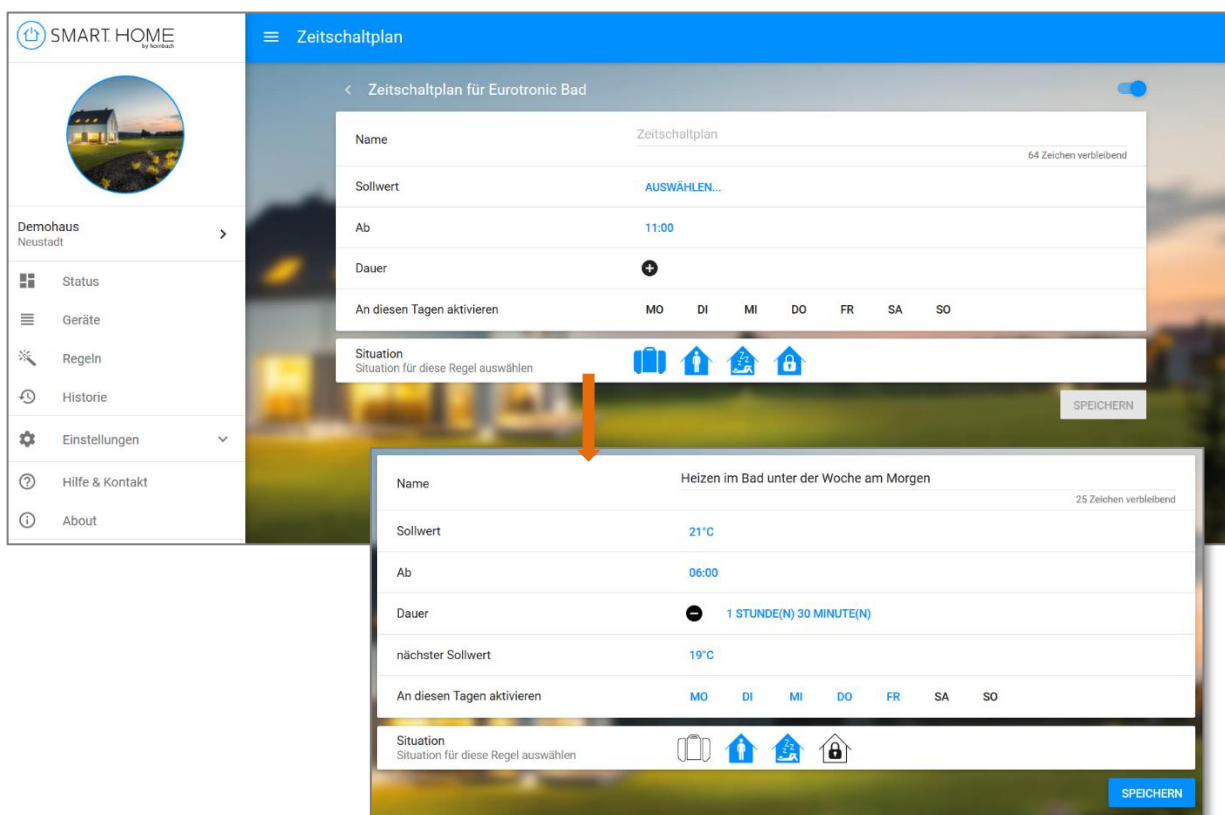 SMART HOME
by hornbach
Zeitschaltplan
Zeitschaltplan für Eurotronic Bad
Name
Zeitschaltplan
64 Zeichen verbleibend
Sollwert
AUSWÄHLEN...
Ab
11:00
Dauer
An diesen Tagen aktivieren
MO DI MI DO FR SA SO
Situation
Situation für diese Regel auswählen
SPEICHERN
Demohaus
Neustadt
Status
Geräte
Regeln
Historie
Einstellungen
Hilfe & Kontakt
About
Name
Heizen im Bad unter der Woche am Morgen
25 Zeichen verbleibend
Sollwert
21°C
Ab
06:00
Dauer
1 STUNDE(N) 30 MINUTE(N)
nächster Sollwert
19°C
An diesen Tagen aktivieren
MO DI MI DO FR SA SO
Situation
Situation für diese Regel auswählen
SPEICHERN